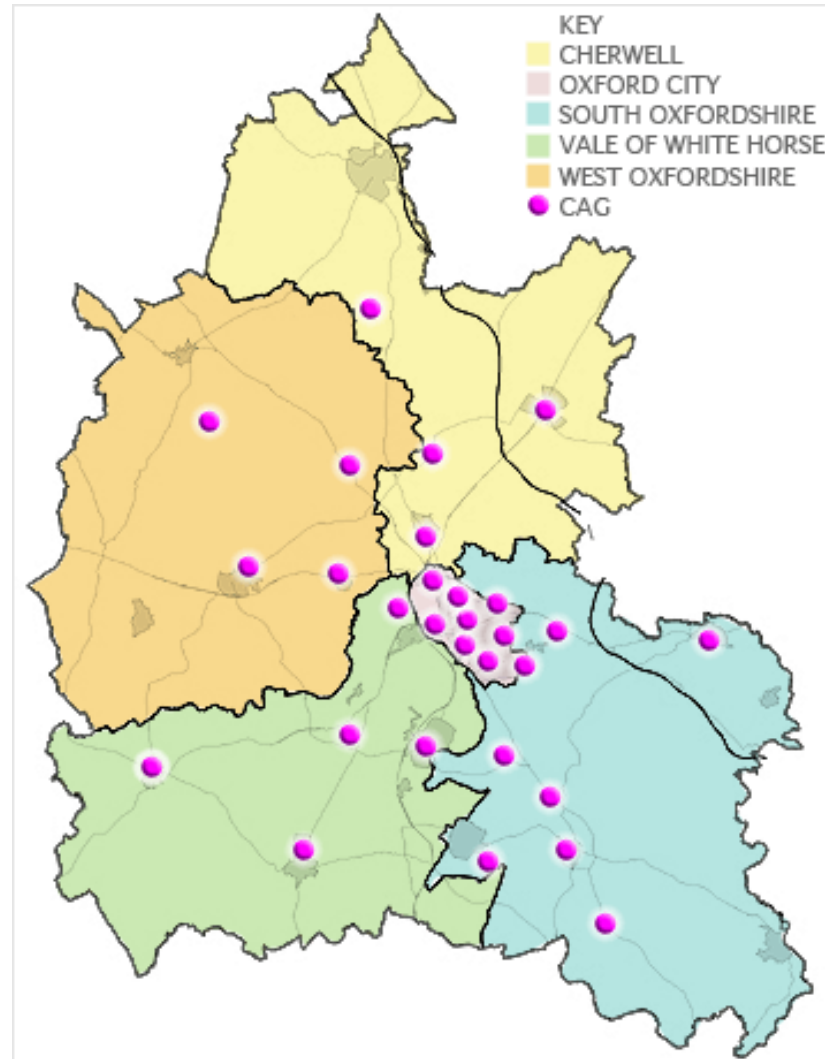 KEY
CHERWELL
OXFORD CITY
SOUTH OXFORDSHIRE
VALE OF WHITE HORSE
WEST OXFORDSHIRE
CAG